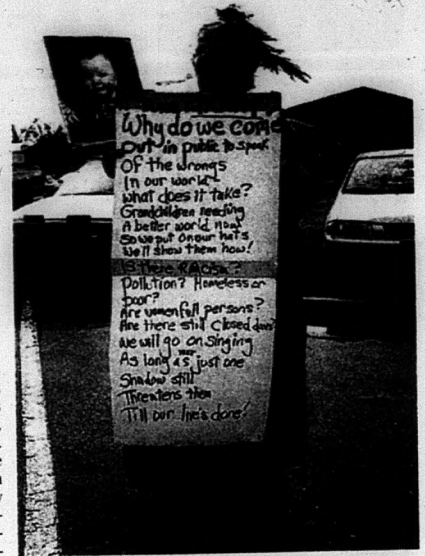 Why do we come
out in public to speak
Of the wrongs
In our world-
What does it take?
Grandchildren needing
A better world now!
So we put on our hats
We'll show them how!
Is there Racism?
Pollution? Homeless or
poor?
Are women full persons?
Are there still closed doors?
We will go on singing
As long as just one
Shadow still
Threatens them
Till our line's done!